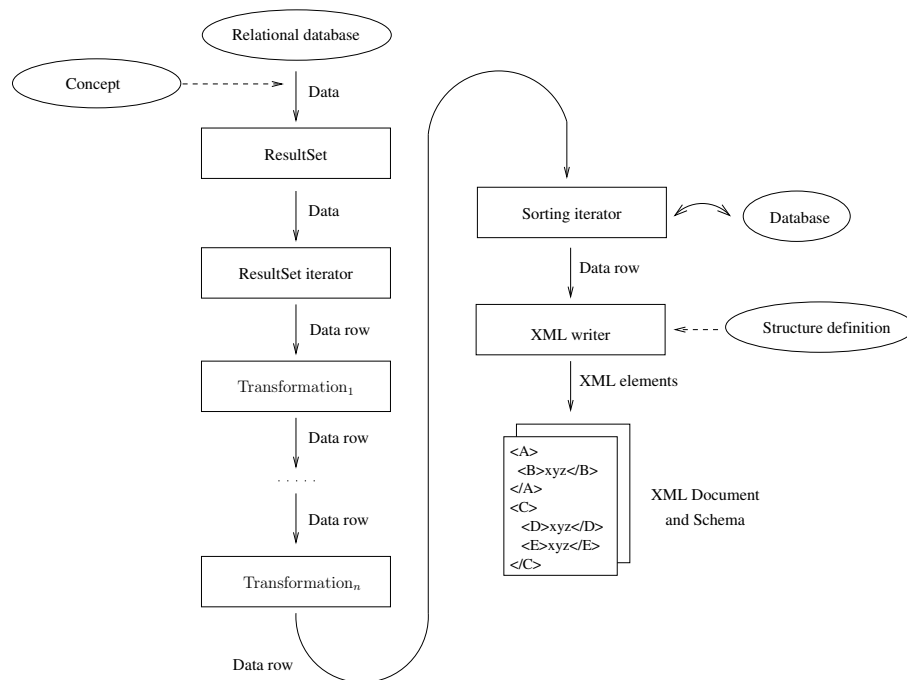 Relational database
Concept
Data
ResultSet
Data
ResultSet iterator
Data row
Transformation₁
Data row
. . . . .
Data row
Transformationₙ
Data row
Sorting iterator
Database
Data row
XML writer
Structure definition
XML elements
<A>
<B>xyz</B>
</A>
<C>
<D>xyz</D>
<E>xyz</E>
</C>
XML Document
and Schema